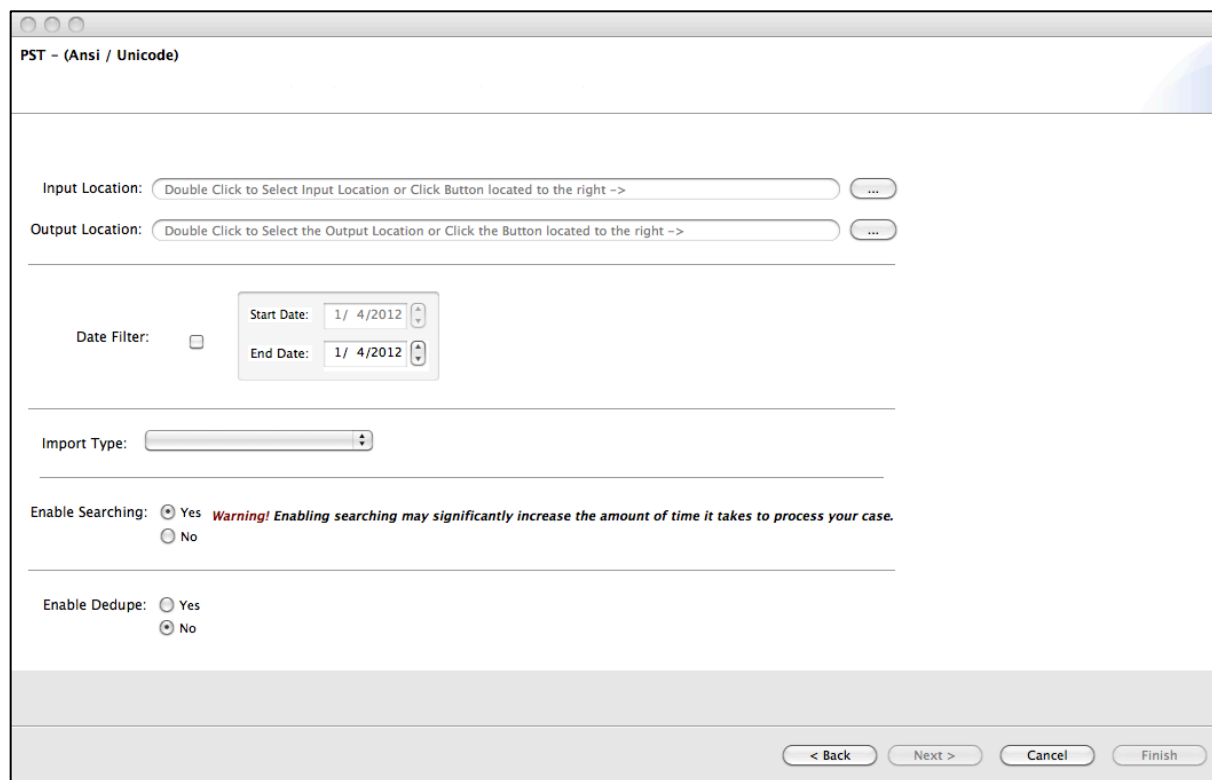 PST – (Ansi / Unicode)
Input Location: Double Click to Select Input Location or Click Button located to the right –> ...
Output Location: Double Click to Select the Output Location or Click the Button located to the right –> ...
Start Date: 1/ 4/2012
Date Filter:
End Date: 1/ 4/2012
Import Type:
Enable Searching: Yes Warning! Enabling searching may significantly increase the amount of time it takes to process your case.
No
Enable Dedupe: Yes
No
< Back Next > Cancel Finish